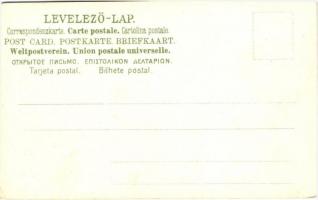 LEVELEZŐ-LAP.
Correspondenzkarte. Carte postale. Cartolina postale.
POST CARD. POSTKARTE. BRIEFKAART.
Weltpostverein. Union postale universelle.
ОТКРЫТОЕ ПИСЬМО. ΕΠΙΣΤΟΛΙΚΟΝ ΔΕΛΤΑΡΙΟΝ.
Tarjeta postal. Bilhete postal.